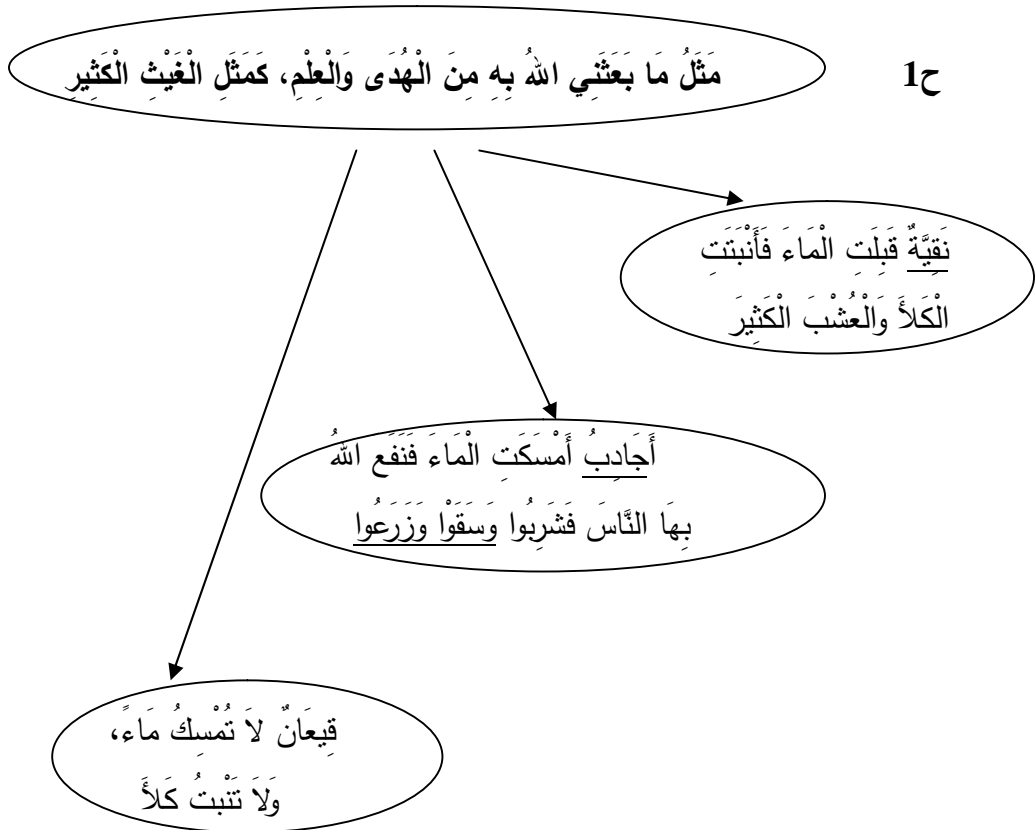 ح1
مَثَلُ مَا بَعَثَنِي اللهُ بِهِ مِنَ الْهُدَى وَالْعِلْمِ، كَمَثَلِ الْغَيْثِ الْكَثِيرِ
نَقِيَّةٌ قَبِلَتِ الْمَاءَ فَأَنْبَتَتِ
الْكَلأَ وَالْعُشْبَ الْكَثِيرَ
أَجَادِبُ أَمْسَكَتِ الْمَاءَ فَنَفَع اللهُ
بِهَا النَّاسَ فَشَرِبُوا وَسَقَوْا وَزَرَعُوا
قِيعَانٌ لاَ تُمْسِكُ مَاءً،
وَلاَ تَنْبتُ كَلأَ